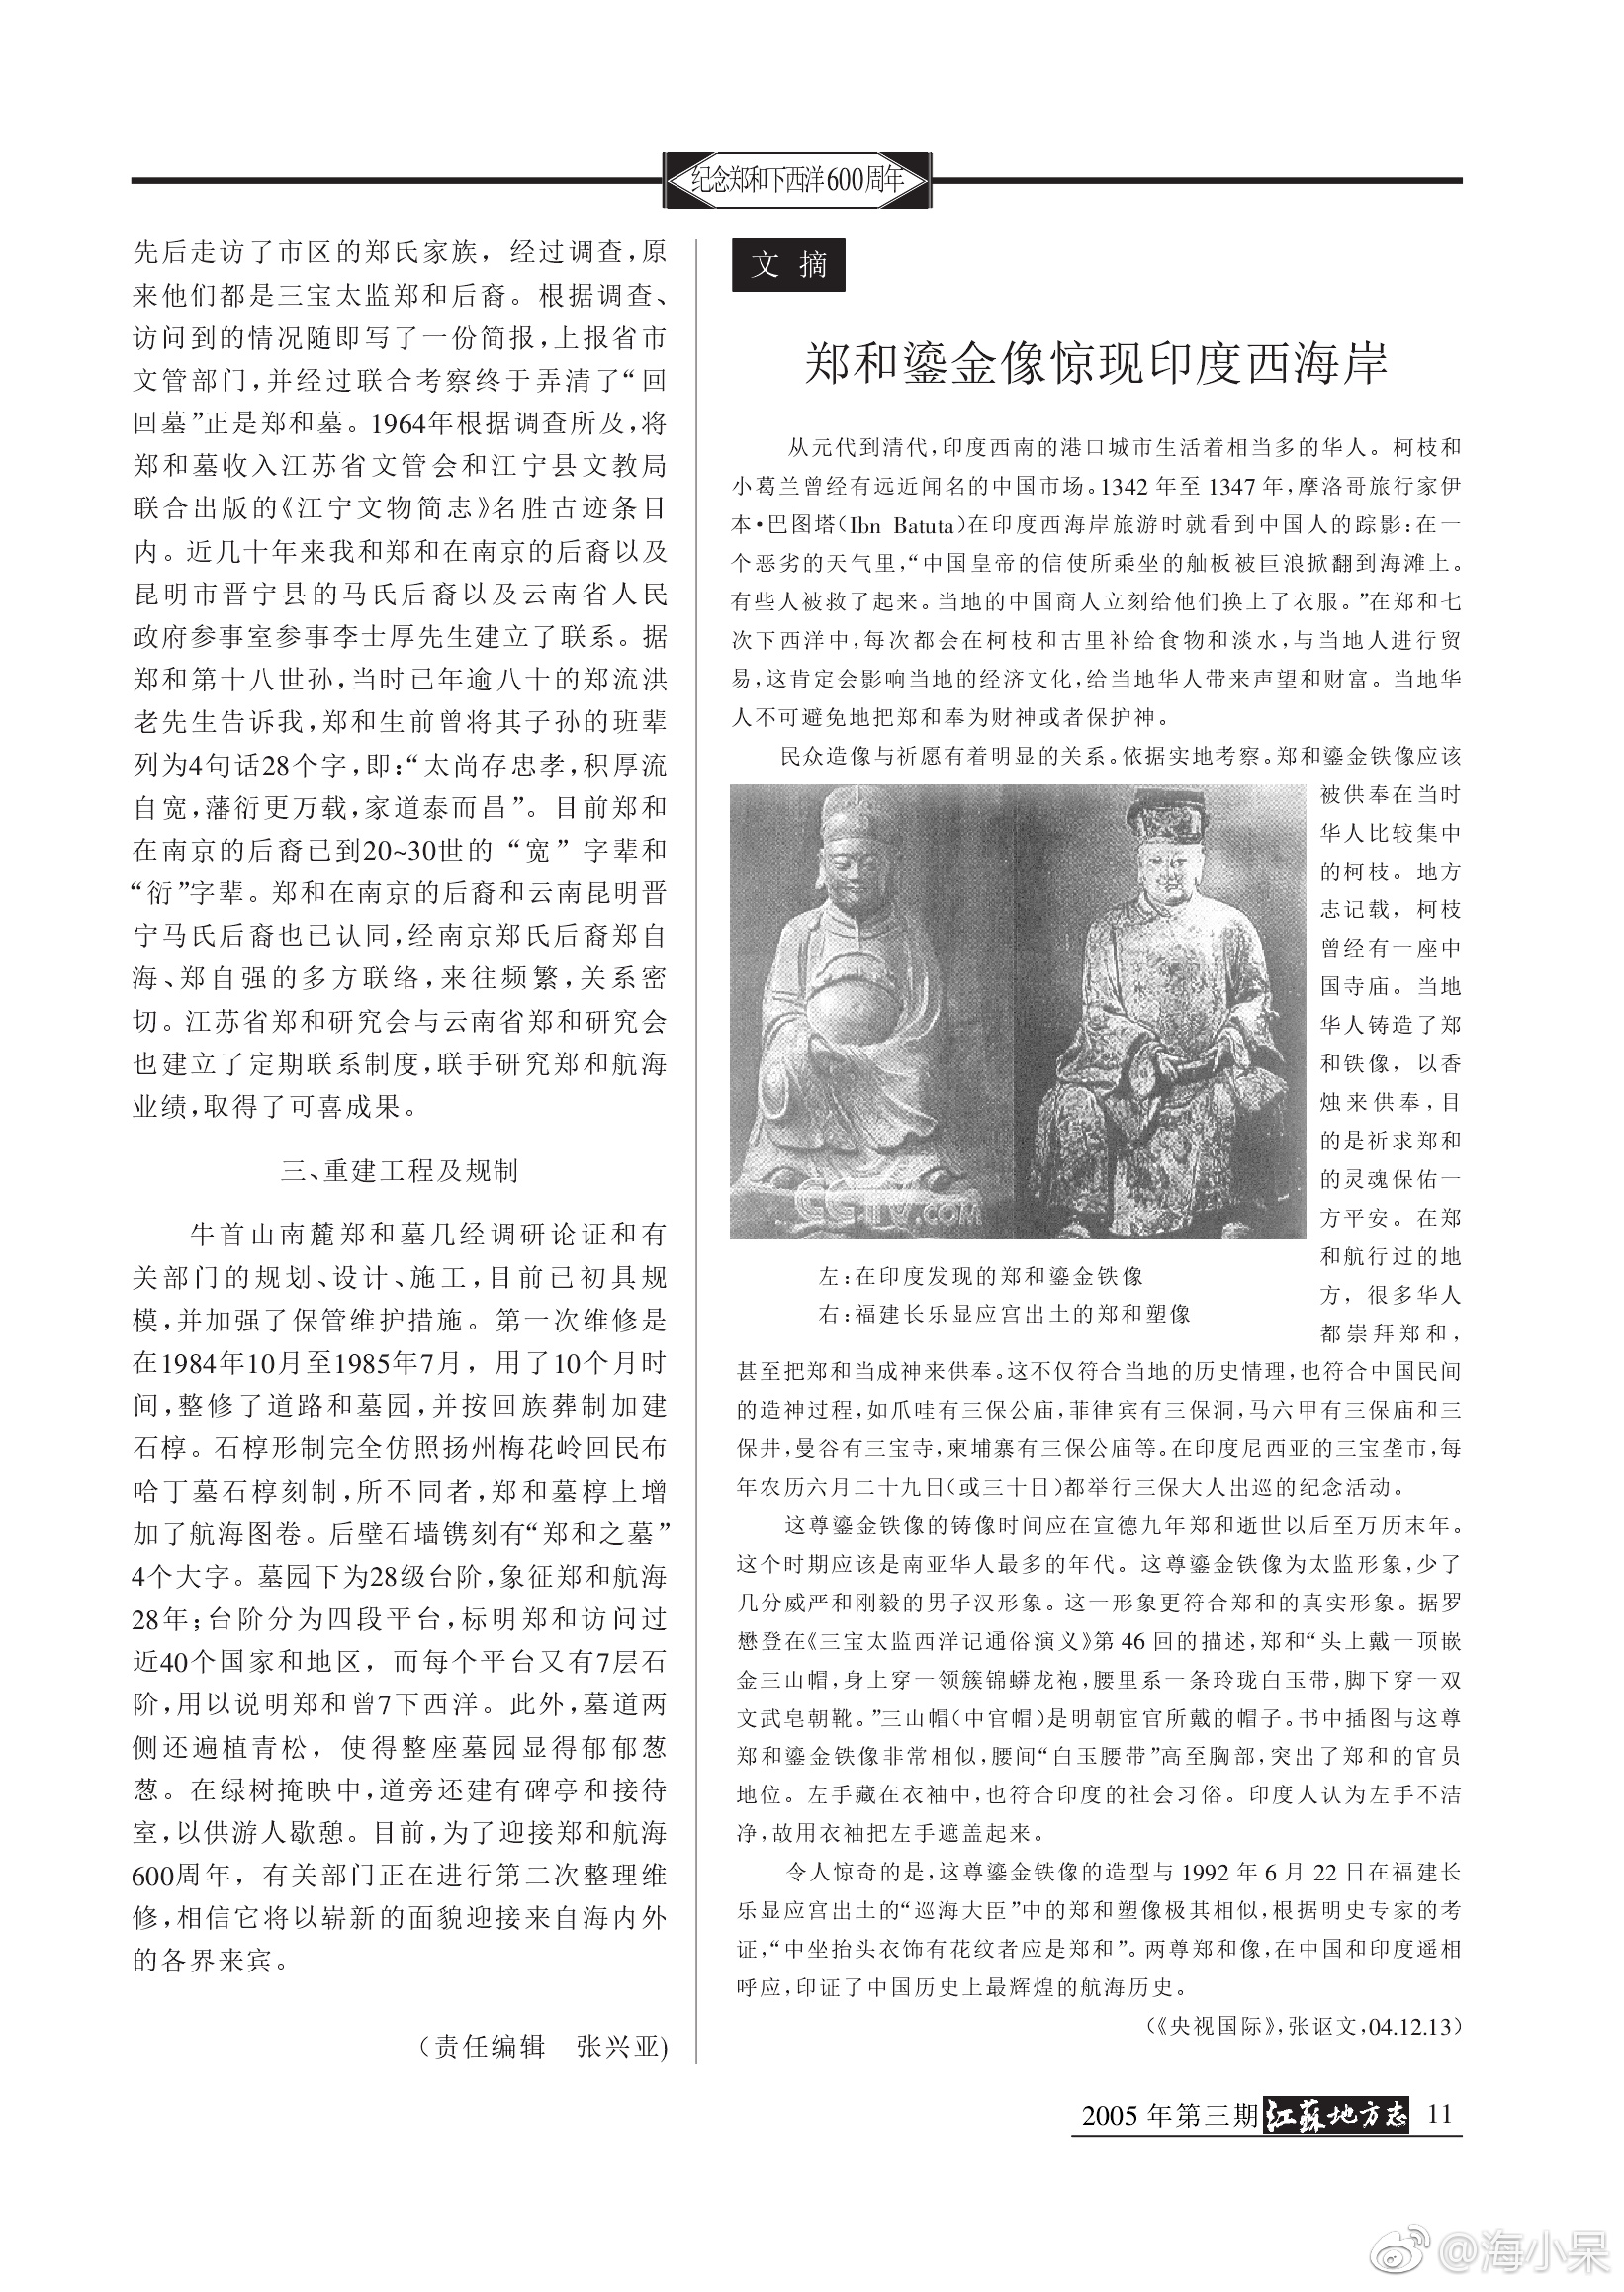 纪念郑和下西洋600周年
先后走访了市区的郑氏家族，经过调查，原
来他们都是三宝太监郑和后裔。根据调查、
访问到的情况随即写了一份简报，上报省市
文管部门，并经过联合考察终于弄清了“回
回墓”正是郑和墓。1964年根据调查所及，将
郑和墓收入江苏省文管会和江宁县文教局
联合出版的《江宁文物简志》名胜古迹条目
内。近几十年来我和郑和在南京的后裔以及
昆明市晋宁县的马氏后裔以及云南省人民
政府参事室参事李士厚先生建立了联系。据
郑和第十八世孙，当时已年逾八十的郑流洪
老先生告诉我，郑和生前曾将其子孙的班辈
列为4句话28个字，即：“太尚存忠孝，积厚流
自宽，藩衍更万载，家道泰而昌”。目前郑和
在南京的后裔已到20~30世的“宽”字辈和
“衍”字辈。郑和在南京的后裔和云南昆明晋
宁马氏后裔也已认同，经南京郑氏后裔郑自
海、郑自强的多方联络，来往频繁，关系密
切。江苏省郑和研究会与云南省郑和研究会
也建立了定期联系制度，联手研究郑和航海
业绩，取得了可喜成果。
三、重建工程及规制
牛首山南麓郑和墓几经调研论证和有
关部门的规划、设计、施工，目前已初具规
模，并加强了保管维护措施。第一次维修是
在1984年10月至1985年7月，用了10个月时
间，整修了道路和墓园，并按回族葬制加建
石椁。石椁形制完全仿照扬州梅花岭回民布
哈丁墓石椁刻制，所不同者，郑和墓椁上增
加了航海图卷。后壁石墙镌刻有“郑和之墓”
4个大字。墓园下为28级台阶，象征郑和航海
28年；台阶分为四段平台，标明郑和访问过
近40个国家和地区，而每个平台又有7层石
阶，用以说明郑和曾7下西洋。此外，墓道两
侧还遍植青松，使得整座墓园显得郁郁葱
葱。在绿树掩映中，道旁还建有碑亭和接待
室，以供游人歇憩。目前，为了迎接郑和航海
600周年，有关部门正在进行第二次整理维
修，相信它将以崭新的面貌迎接来自海内外
的各界来宾。
（责任编辑　张兴亚）
文 摘
郑和鎏金像惊现印度西海岸
从元代到清代，印度西南的港口城市生活着相当多的华人。柯枝和
小葛兰曾经有远近闻名的中国市场。1342 年至 1347 年，摩洛哥旅行家伊
本·巴图塔（Ibn Batuta）在印度西海岸旅游时就看到中国人的踪影：在一
个恶劣的天气里，“中国皇帝的信使所乘坐的舢板被巨浪掀翻到海滩上。
有些人被救了起来。当地的中国商人立刻给他们换上了衣服。”在郑和七
次下西洋中，每次都会在柯枝和古里补给食物和淡水，与当地人进行贸
易，这肯定会影响当地的经济文化，给当地华人带来声望和财富。当地华
人不可避免地把郑和奉为财神或者保护神。
民众造像与祈愿有着明显的关系。依据实地考察。郑和鎏金铁像应该
被供奉在当时
华人比较集中
的柯枝。地方
志记载，柯枝
曾经有一座中
国寺庙。当地
华人铸造了郑
和铁像，以香
烛来供奉，目
的是祈求郑和
的灵魂保佑一
方平安。在郑
和航行过的地
方，很多华人
都崇拜郑和，
CCTV.com
左：在印度发现的郑和鎏金铁像
右：福建长乐显应宫出土的郑和塑像
甚至把郑和当成神来供奉。这不仅符合当地的历史情理，也符合中国民间
的造神过程，如爪哇有三保公庙，菲律宾有三保洞，马六甲有三保庙和三
保井，曼谷有三宝寺，柬埔寨有三保公庙等。在印度尼西亚的三宝垄市，每
年农历六月二十九日（或三十日）都举行三保大人出巡的纪念活动。
这尊鎏金铁像的铸像时间应在宣德九年郑和逝世以后至万历末年。
这个时期应该是南亚华人最多的年代。这尊鎏金铁像为太监形象，少了
几分威严和刚毅的男子汉形象。这一形象更符合郑和的真实形象。据罗
懋登在《三宝太监西洋记通俗演义》第 46 回的描述，郑和“头上戴一顶嵌
金三山帽，身上穿一领簇锦蟒龙袍，腰里系一条玲珑白玉带，脚下穿一双
文武皂朝靴。”三山帽（中官帽）是明朝宦官所戴的帽子。书中插图与这尊
郑和鎏金铁像非常相似，腰间“白玉腰带”高至胸部，突出了郑和的官员
地位。左手藏在衣袖中，也符合印度的社会习俗。印度人认为左手不洁
净，故用衣袖把左手遮盖起来。
令人惊奇的是，这尊鎏金铁像的造型与 1992 年 6 月 22 日在福建长
乐显应宫出土的“巡海大臣”中的郑和塑像极其相似，根据明史专家的考
证，“中坐抬头衣饰有花纹者应是郑和”。两尊郑和像，在中国和印度遥相
呼应，印证了中国历史上最辉煌的航海历史。
（《央视国际》，张讴文，04.12.13）
2005 年第三期 江苏地方志 11
@海小呆